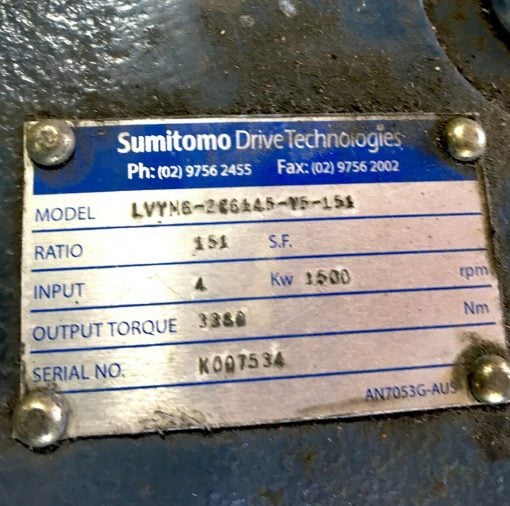 Sumitomo Drive Technologies
Ph: (02) 9756 2455 Fax: (02) 9756 2002
MODEL
RATIO 151 S.F.
INPUT 4 Kw 1500 rpm
OUTPUT TORQUE Nm
SERIAL NO. K007534
AN7053G-AUS